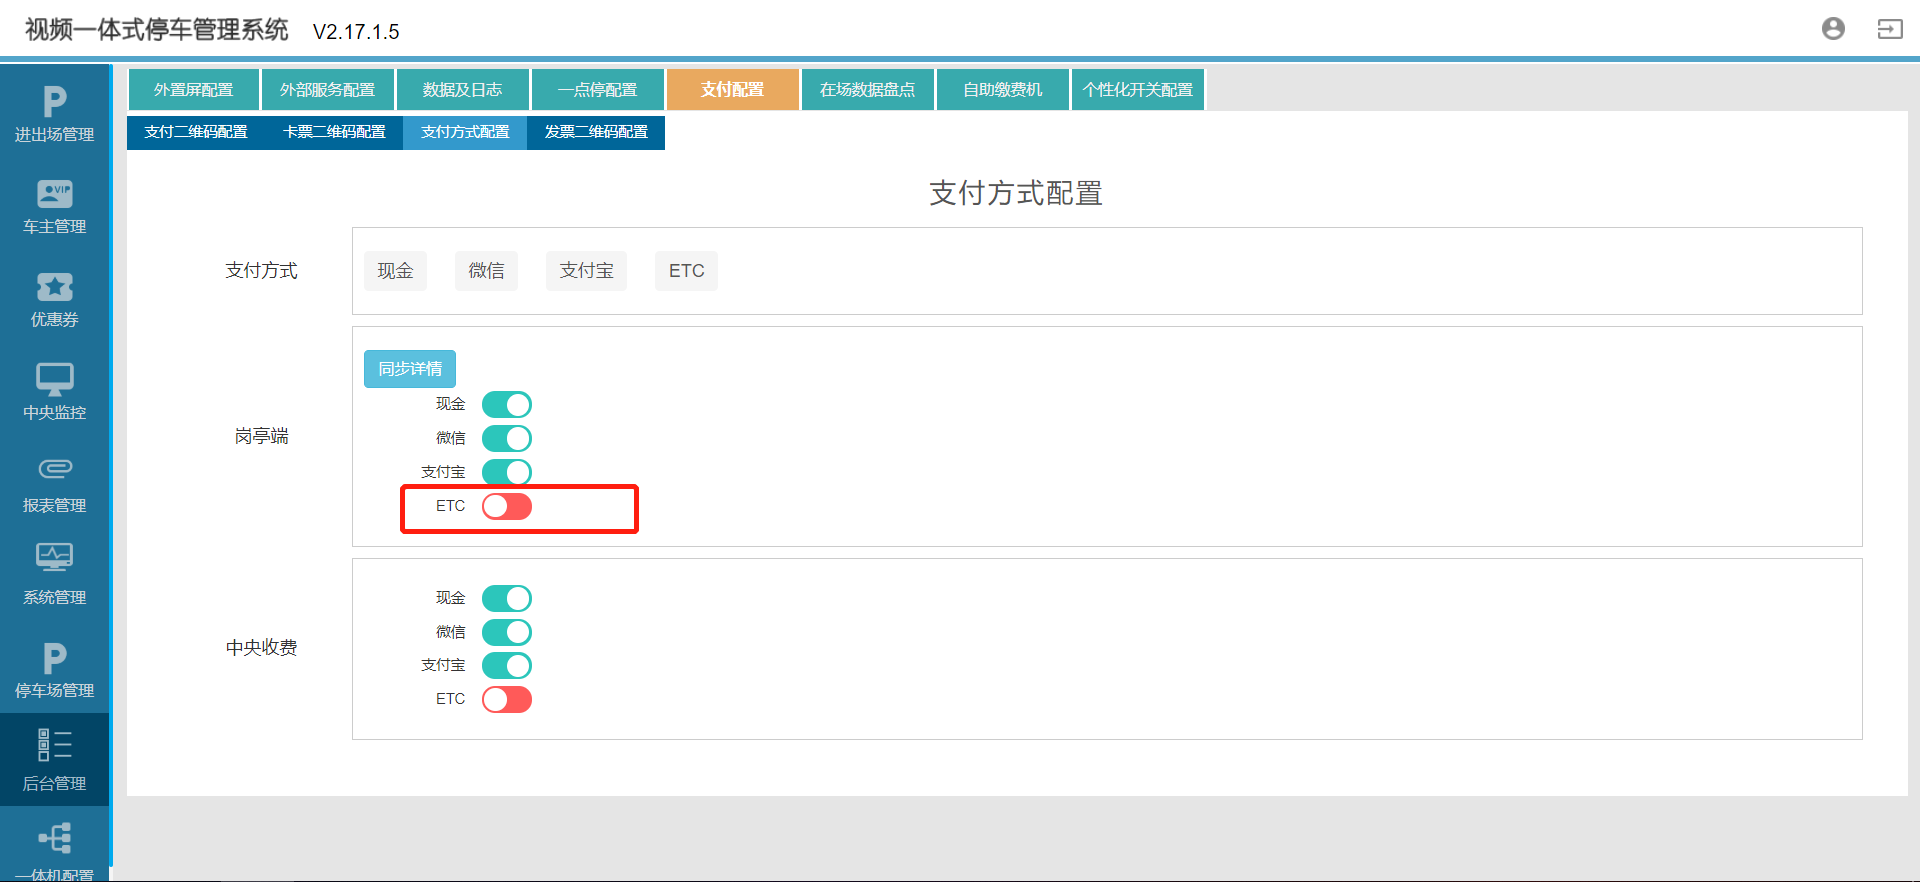 视频一体式停车管理系统 V2.17.1.5
进出场管理
VIP
车主管理
优惠券
中央监控
报表管理
系统管理
停车场管理
后台管理
一体机配置
外置屏配置 外部服务配置 数据及日志 一点停配置 支付配置 在场数据盘点 自助缴费机 个性化开关配置
支付二维码配置 卡票二维码配置 支付方式配置 发票二维码配置
支付方式配置
支付方式 现金 微信 支付宝 ETC
岗亭端
同步详情
现金
微信
支付宝
ETC
中央收费
现金
微信
支付宝
ETC